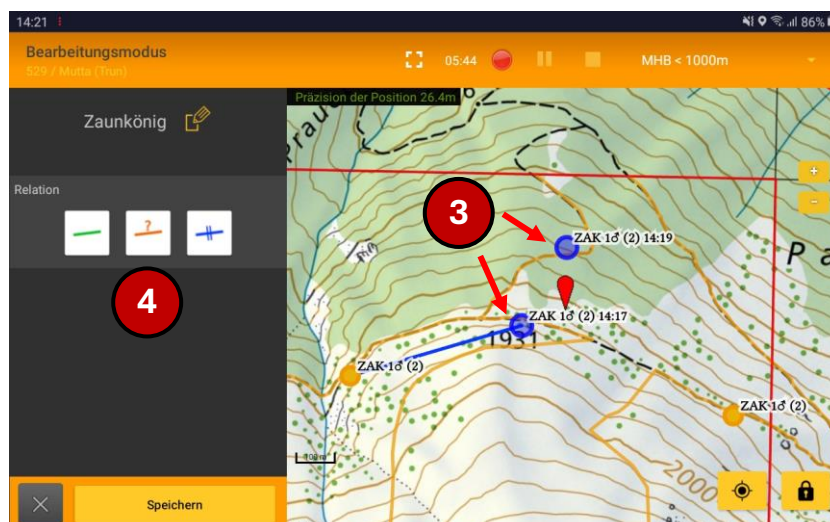 14:21
86%
Bearbeitungsmodus
529 / Mutta (Trun)
05:44
MHB < 1000m
Präzision der Position 26.4m
Zaunkönig
Relation
?
3
4
ZAK 1♂ (2) 14:19
ZAK 1♂ (2) 14:17
1931
ZAK 1♂ (2)
ZAK 1♂ (2)
P a
2000
100 m
+
-
Speichern